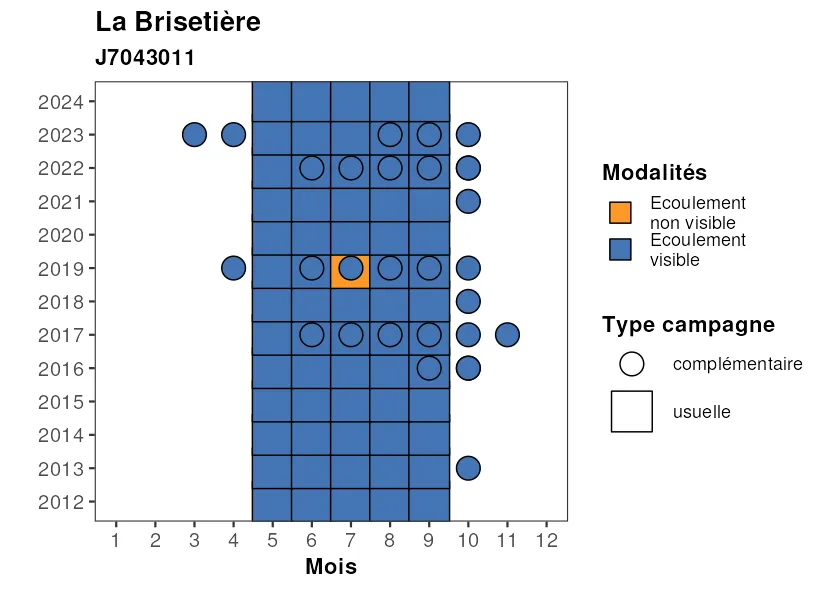 La Brisetière
J7043011
2024
2023
2022
2021
2020
2019
2018
2017
2016
2015
2014
2013
2012
1 2 3 4 5 6 7 8 9 10 11 12
Mois
Modalités
Ecoulement
non visible
Ecoulement
visible
Type campagne
complémentaire
usuelle